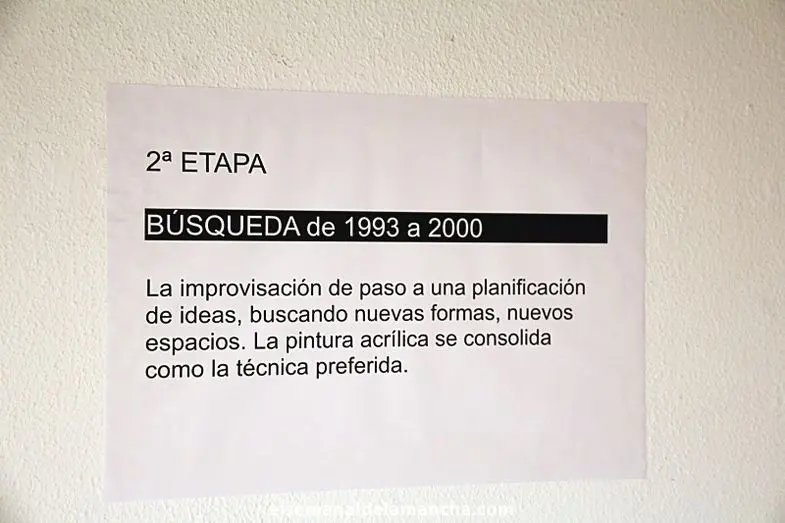 2ª ETAPA
BÚSQUEDA de 1993 a 2000
La improvisación de paso a una planificación
de ideas, buscando nuevas formas, nuevos
espacios. La pintura acrílica se consolida
como la técnica preferida.
elsemanaldelamancha.com